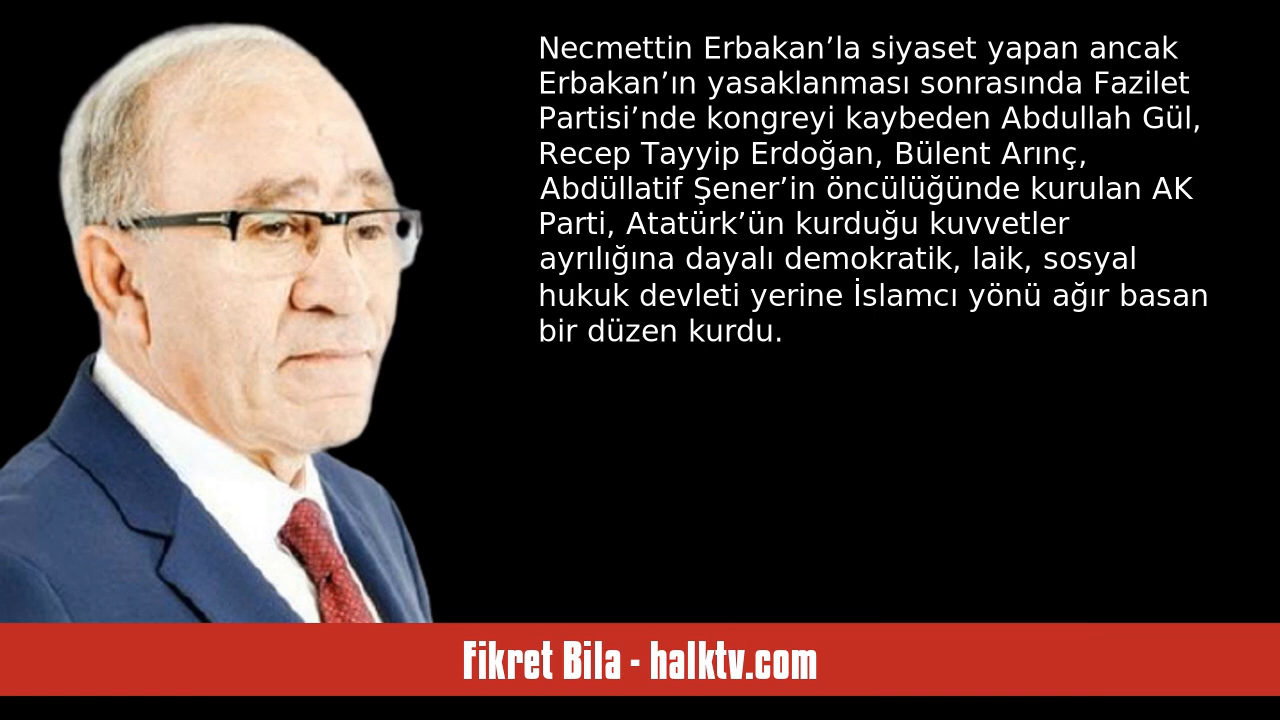 Necmettin Erbakan’la siyaset yapan ancak
Erbakan’ın yasaklanması sonrasında Fazilet
Partisi’nde kongreyi kaybeden Abdullah Gül,
Recep Tayyip Erdoğan, Bülent Arınç,
Abdüllatif Şener’in öncülüğünde kurulan AK
Parti, Atatürk’ün kurduğu kuvvetler
ayrılığına dayalı demokratik, laik, sosyal
hukuk devleti yerine İslamcı yönü ağır basan
bir düzen kurdu.
Fikret Bila - halktv.com